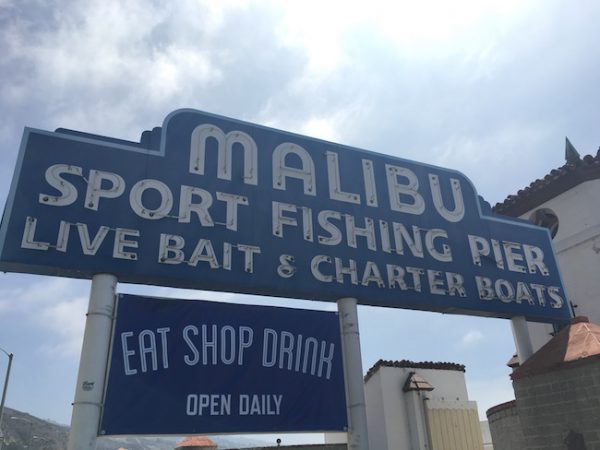 MALIBU
SPORT FISHING PIER
LIVE BAIT & CHARTER BOATS
EAT SHOP DRINK
OPEN DAILY